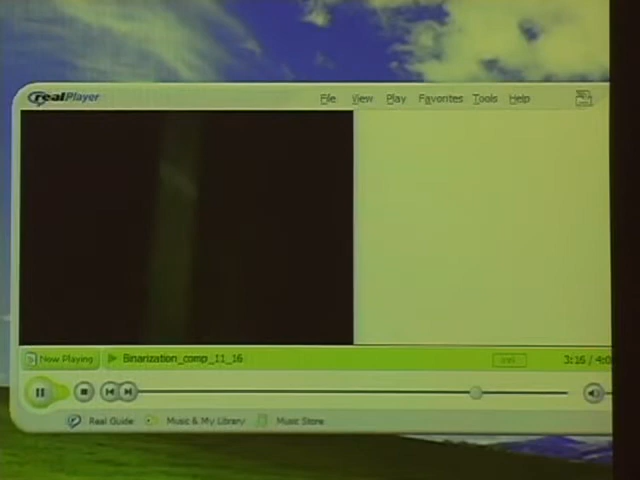 realPlayer
File View Play Favorites Tools Help
Now Playing Binarization_comp_11_16 3:16 / 4:0
Real Guide Music & My Library Music Store